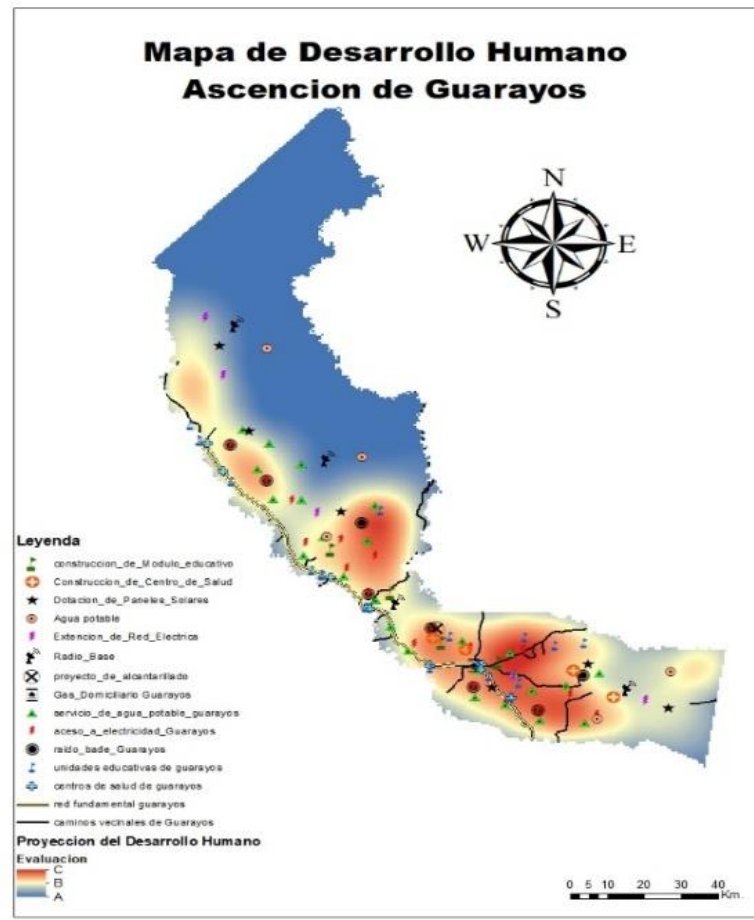 Mapa de Desarrollo Humano
Ascencion de Guarayos
N
W
E
S
Leyenda
construccion_de_Modulo_educativo
Construccion_de_Centro_de_Salud
Dotacion_de_Paneles_Solares
Agua potable
Extencion_de_Red_Electrica
Radio_Base
proyecto_de_alcantarillado
Gas_Domiciliario Guarayos
servicio_de_agua_potable_guarayos
aceso_a_electricidad_Guarayos
raido_bade_Guarayos
unidades educativas de guarayos
centros de salud de guarayos
red fundamental guarayos
caminos vecinales de Guarayos
Proyeccion del Desarrollo Humano
Evaluacion
C
B
A
0 5 10 20 30 40
Km.